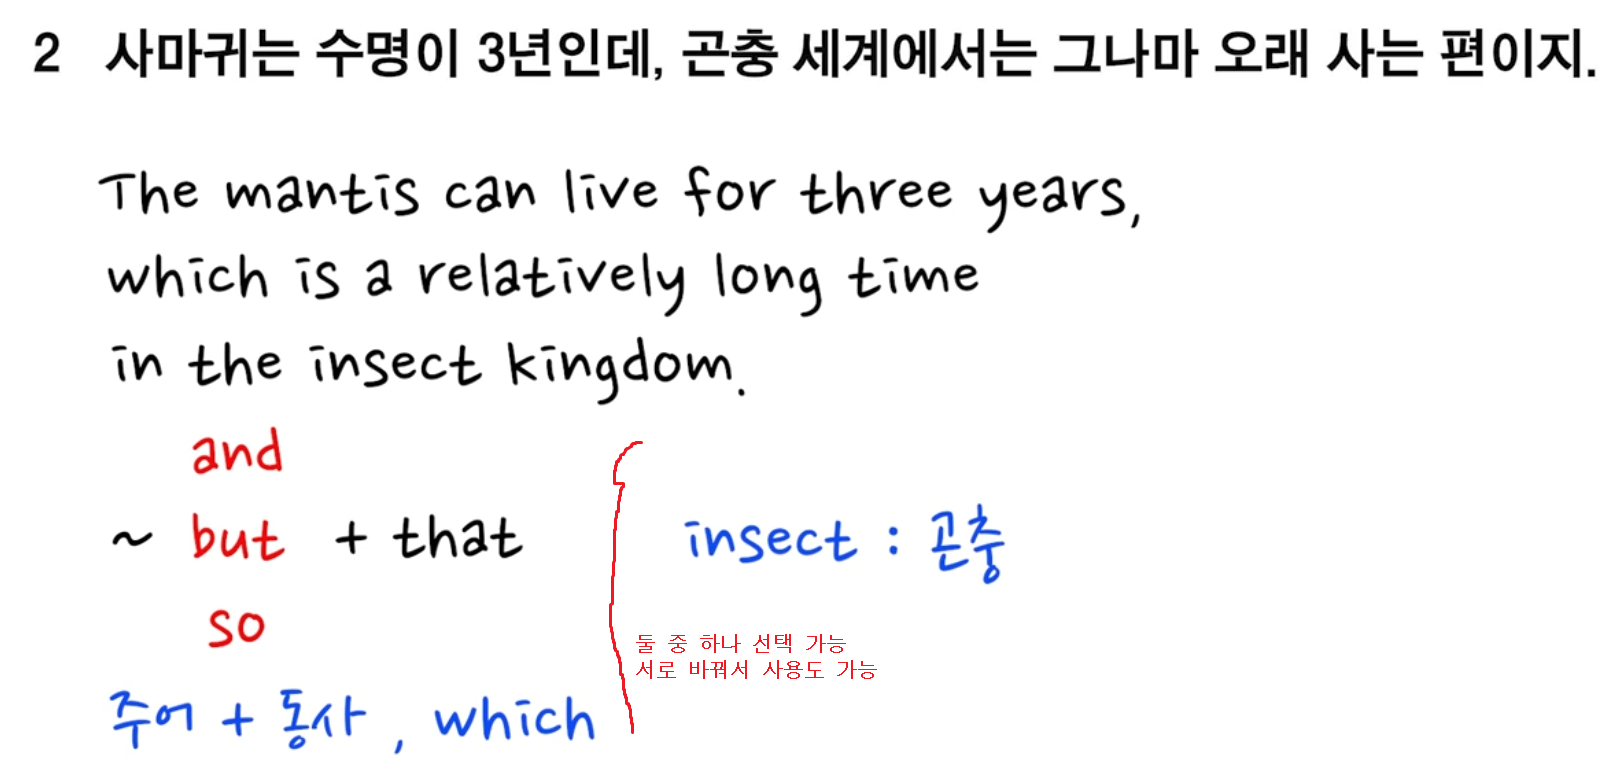 2 사마귀는 수명이 3년인데, 곤충 세계에서는 그나마 오래 사는 편이지.
The mantis can live for three years,
which is a relatively long time
in the insect kingdom.
and
~ but + that
so
insect : 곤충
둘 중 하나 선택 가능
서로 바꿔서 사용도 가능
주어 + 동사, which